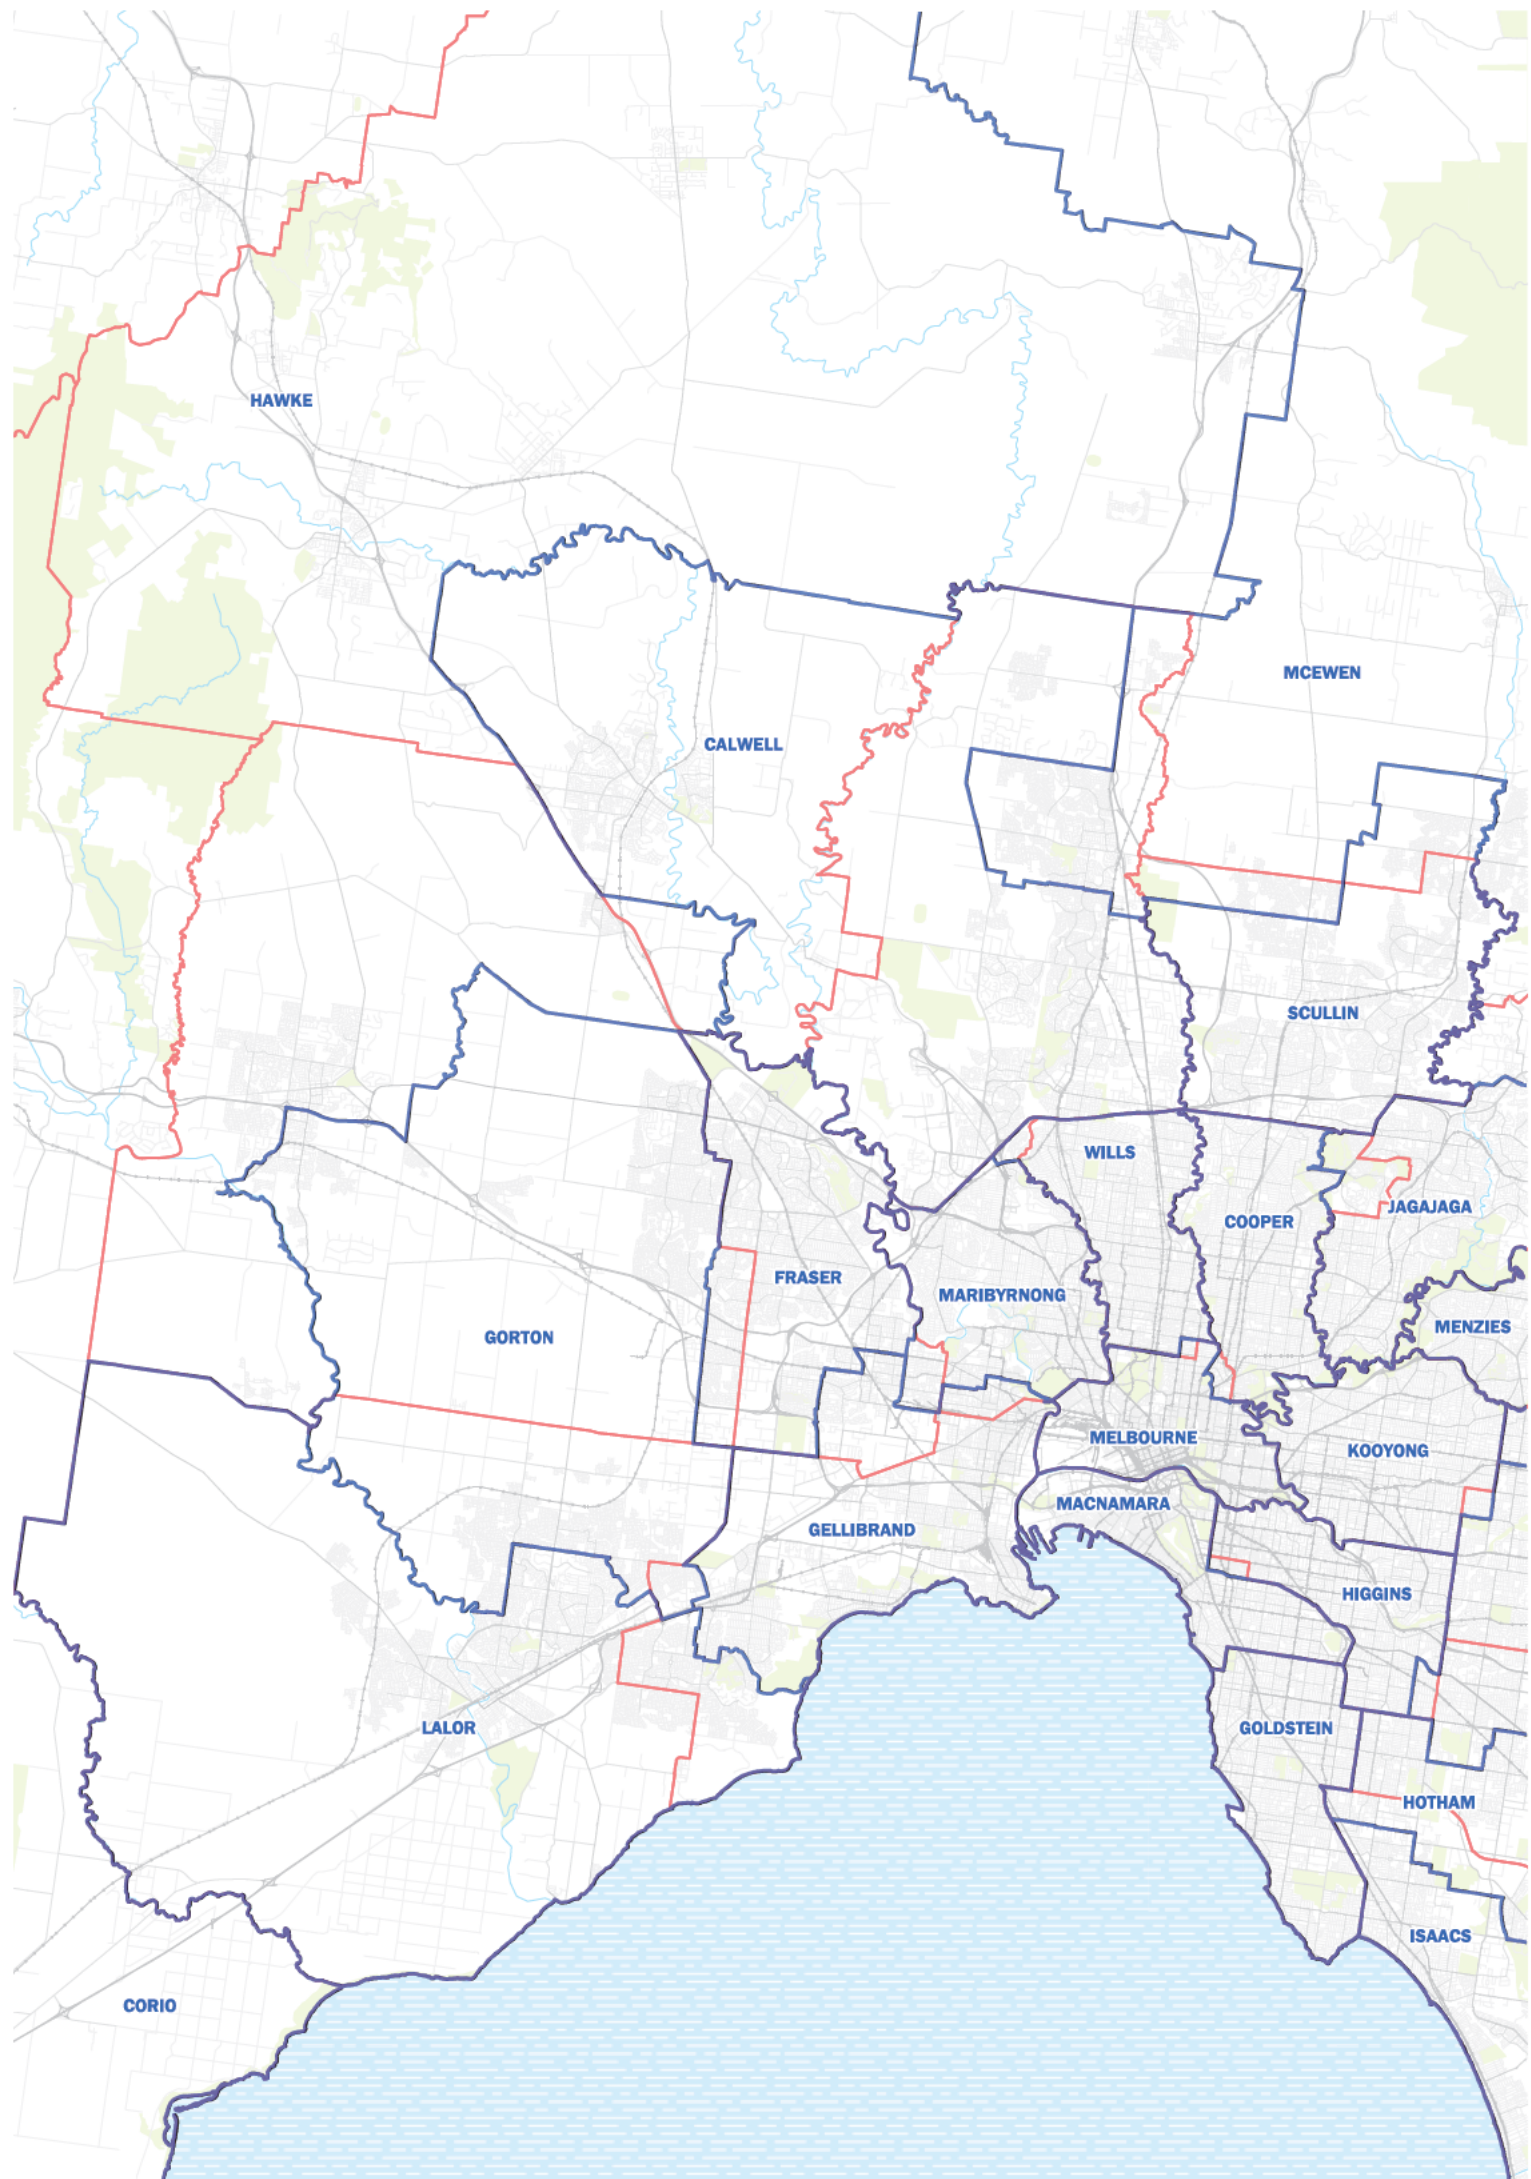 HAWKE
MCEWEN
CALWELL
SCULLIN
WILLS
JAGAJAGA
COOPER
FRASER
MARIBYRNONG
MENZIES
GORTON
MELBOURNE
KOOYONG
MACNAMARA
GELLIBRAND
HIGGINS
LALOR
GOLDSTEIN
HOTHAM
ISAACS
CORIO